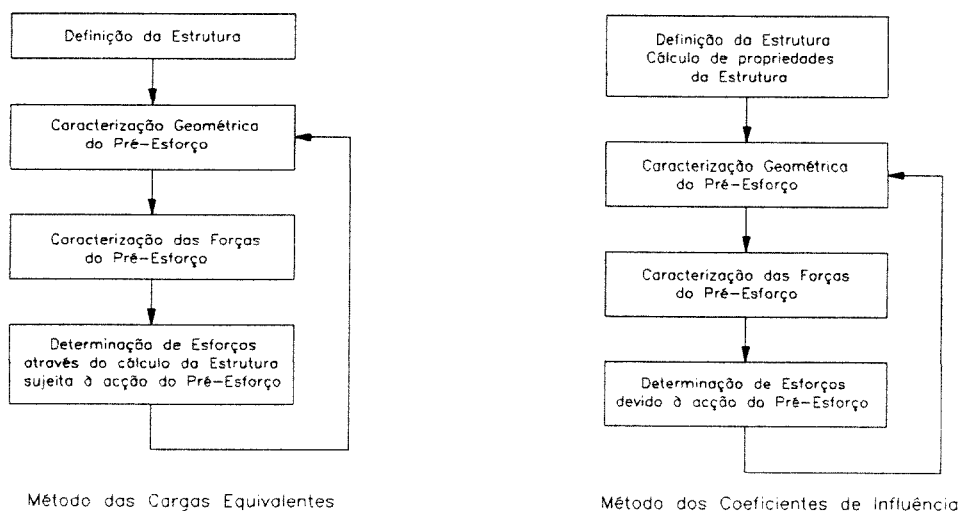 Definição da Estrutura
Caracterização Geométrica
do Pré-Esforço
Caracterização das Forças
do Pré-Esforço
Determinação de Esforços
através do cálculo da Estrutura
sujeita à acção do Pré-Esforço
Método das Cargas Equivalentes
Definição da Estrutura
Cálculo de propriedades
da Estrutura
Caracterização Geométrica
do Pré-Esforço
Caracterização das Forças
do Pré-Esforço
Determinação de Esforços
devido à acção do Pré-Esforço
Método dos Coeficientes de Influência